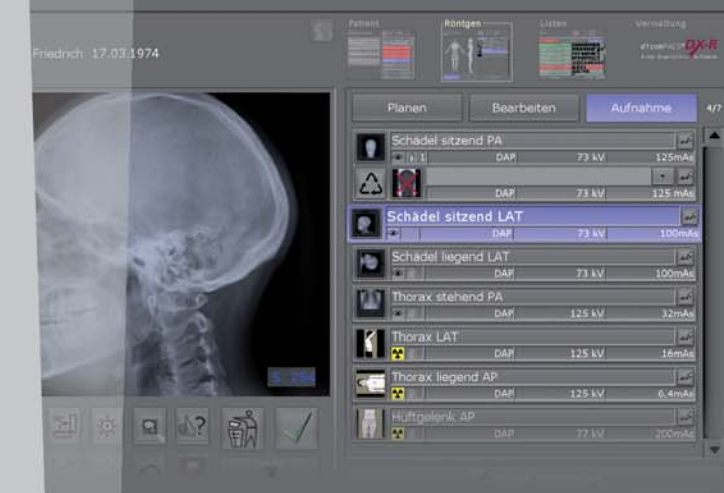 Patient
Röntgen
Listen
Verwaltung
Friedrich 17.03.1974
dicomPACS® DX-R
Planen
Bearbeiten
Aufnahme
4/7
Schädel sitzend PA
1 DAP 73 kV 125mAs
DAP 73 kV 125 mAs
Schädel sitzend LAT
DAP 73 kV 100mAs
Schädel liegend LAT
DAP 73 kV 100mAs
Thorax stehend PA
DAP 125 kV 32mAs
Thorax LAT
DAP 125 kV 16mAs
Thorax liegend AP
DAP 125 kV 6.4mAs
Hüftgelenk AP
DAP 77 kV 200mAs
?